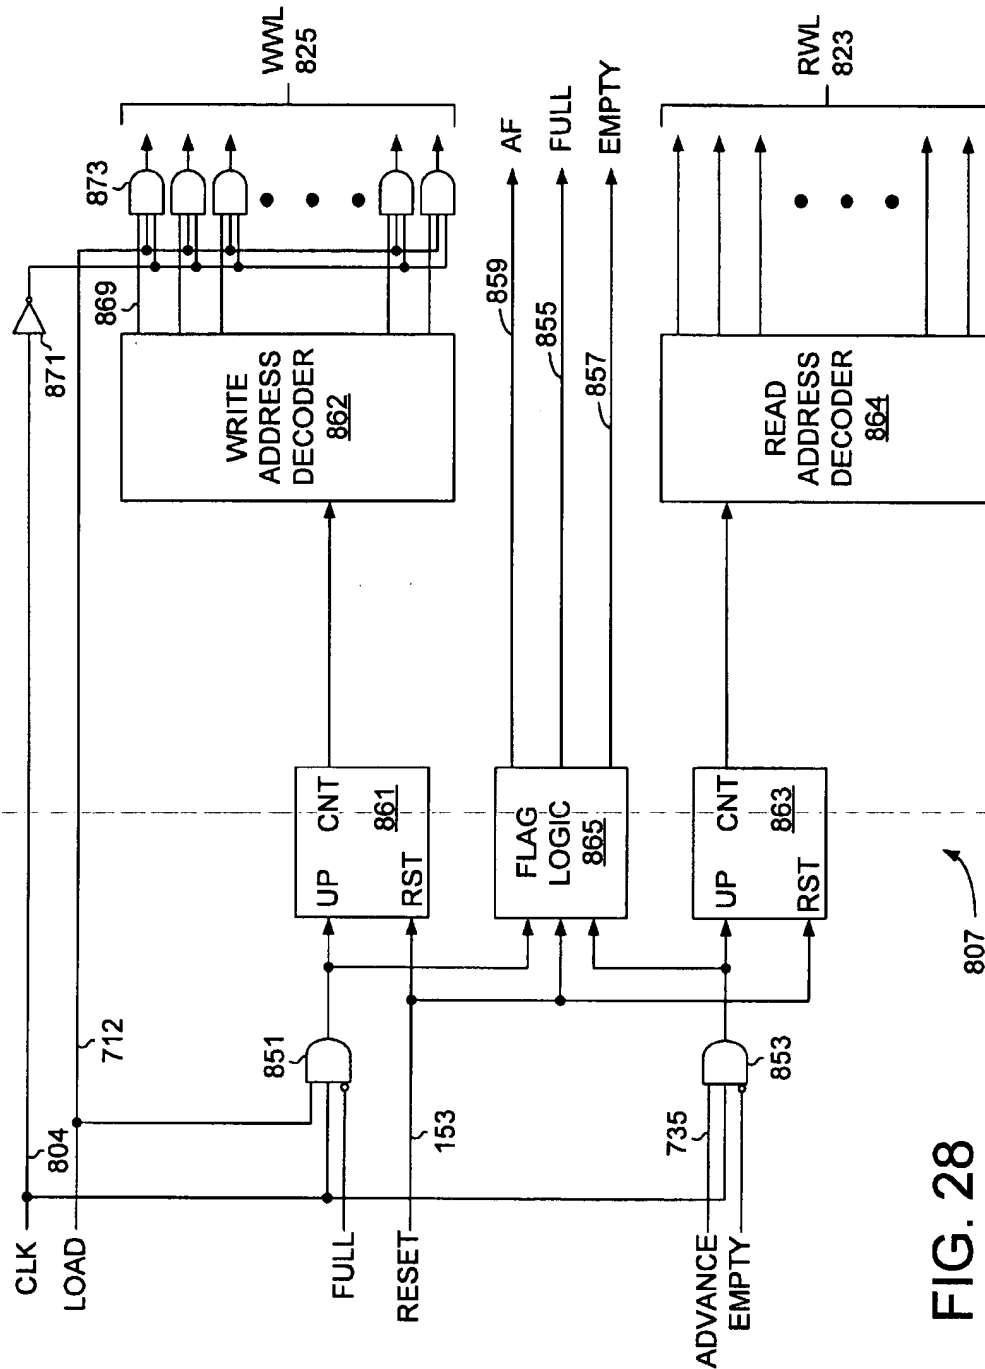 CLK
LOAD
FULL
RESET
ADVANCE
EMPTY
804
712
851
153
735
853
UP
CNT
861
RST
FLAG
LOGIC
865
UP
CNT
863
RST
WRITE
ADDRESS
DECODER
862
READ
ADDRESS
DECODER
864
871
869
873
859
855
857
WWL
825
AF
FULL
EMPTY
RWL
823
807
FIG. 28